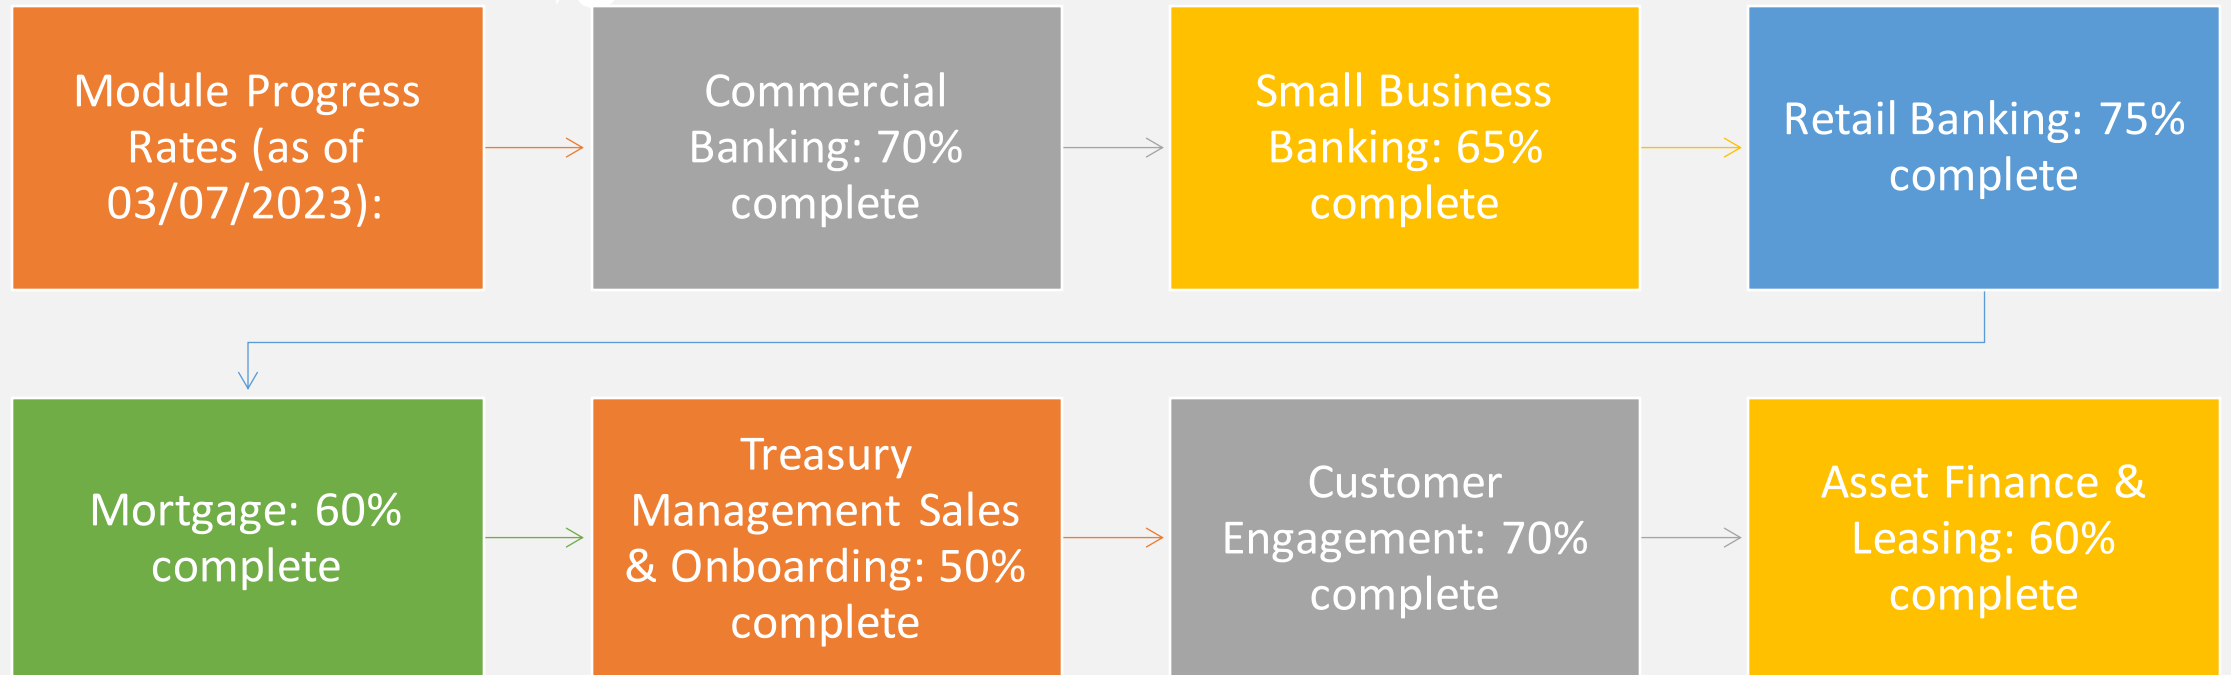 Module Progress
Rates (as of
03/07/2023):
Commercial
Banking: 70%
complete
Small Business
Banking: 65%
complete
Retail Banking: 75%
complete
Mortgage: 60%
complete
Treasury
Management Sales
& Onboarding: 50%
complete
Customer
Engagement: 70%
complete
Asset Finance &
Leasing: 60%
complete